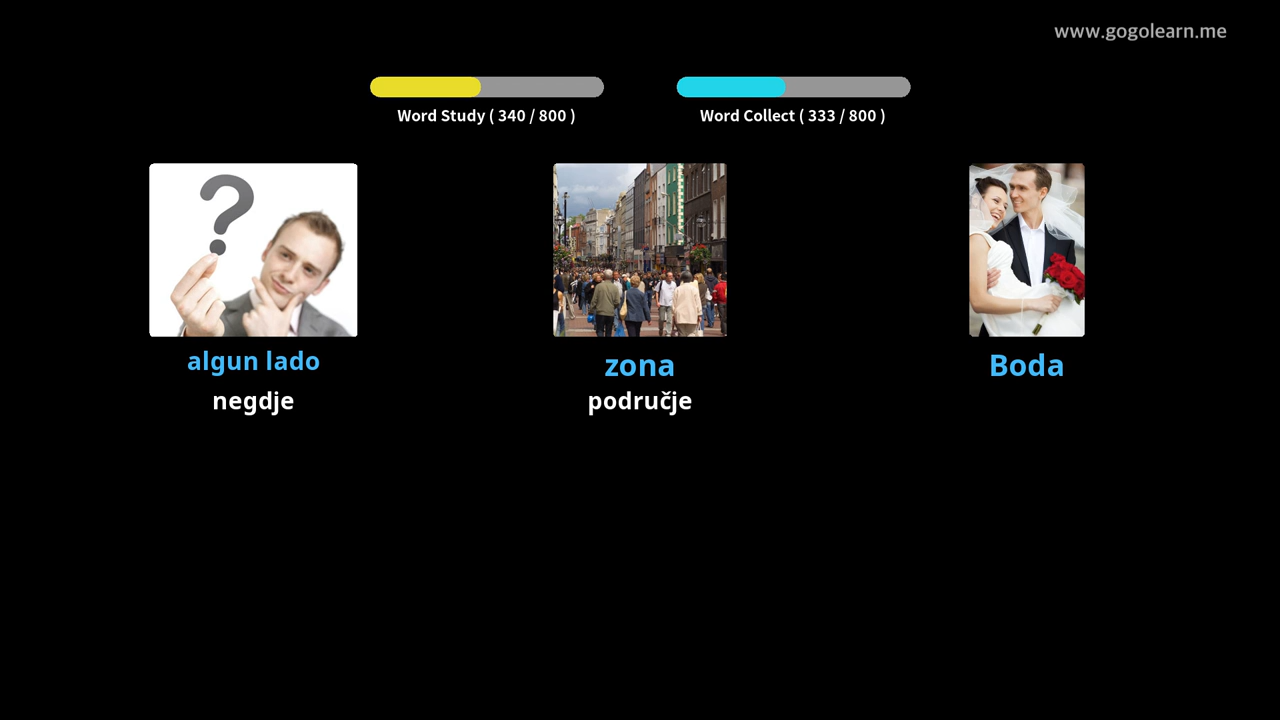 www.gogolearn.me
Word Study ( 340 / 800 )
Word Collect ( 333 / 800 )
?
algun lado
negdje
zona
područje
Boda